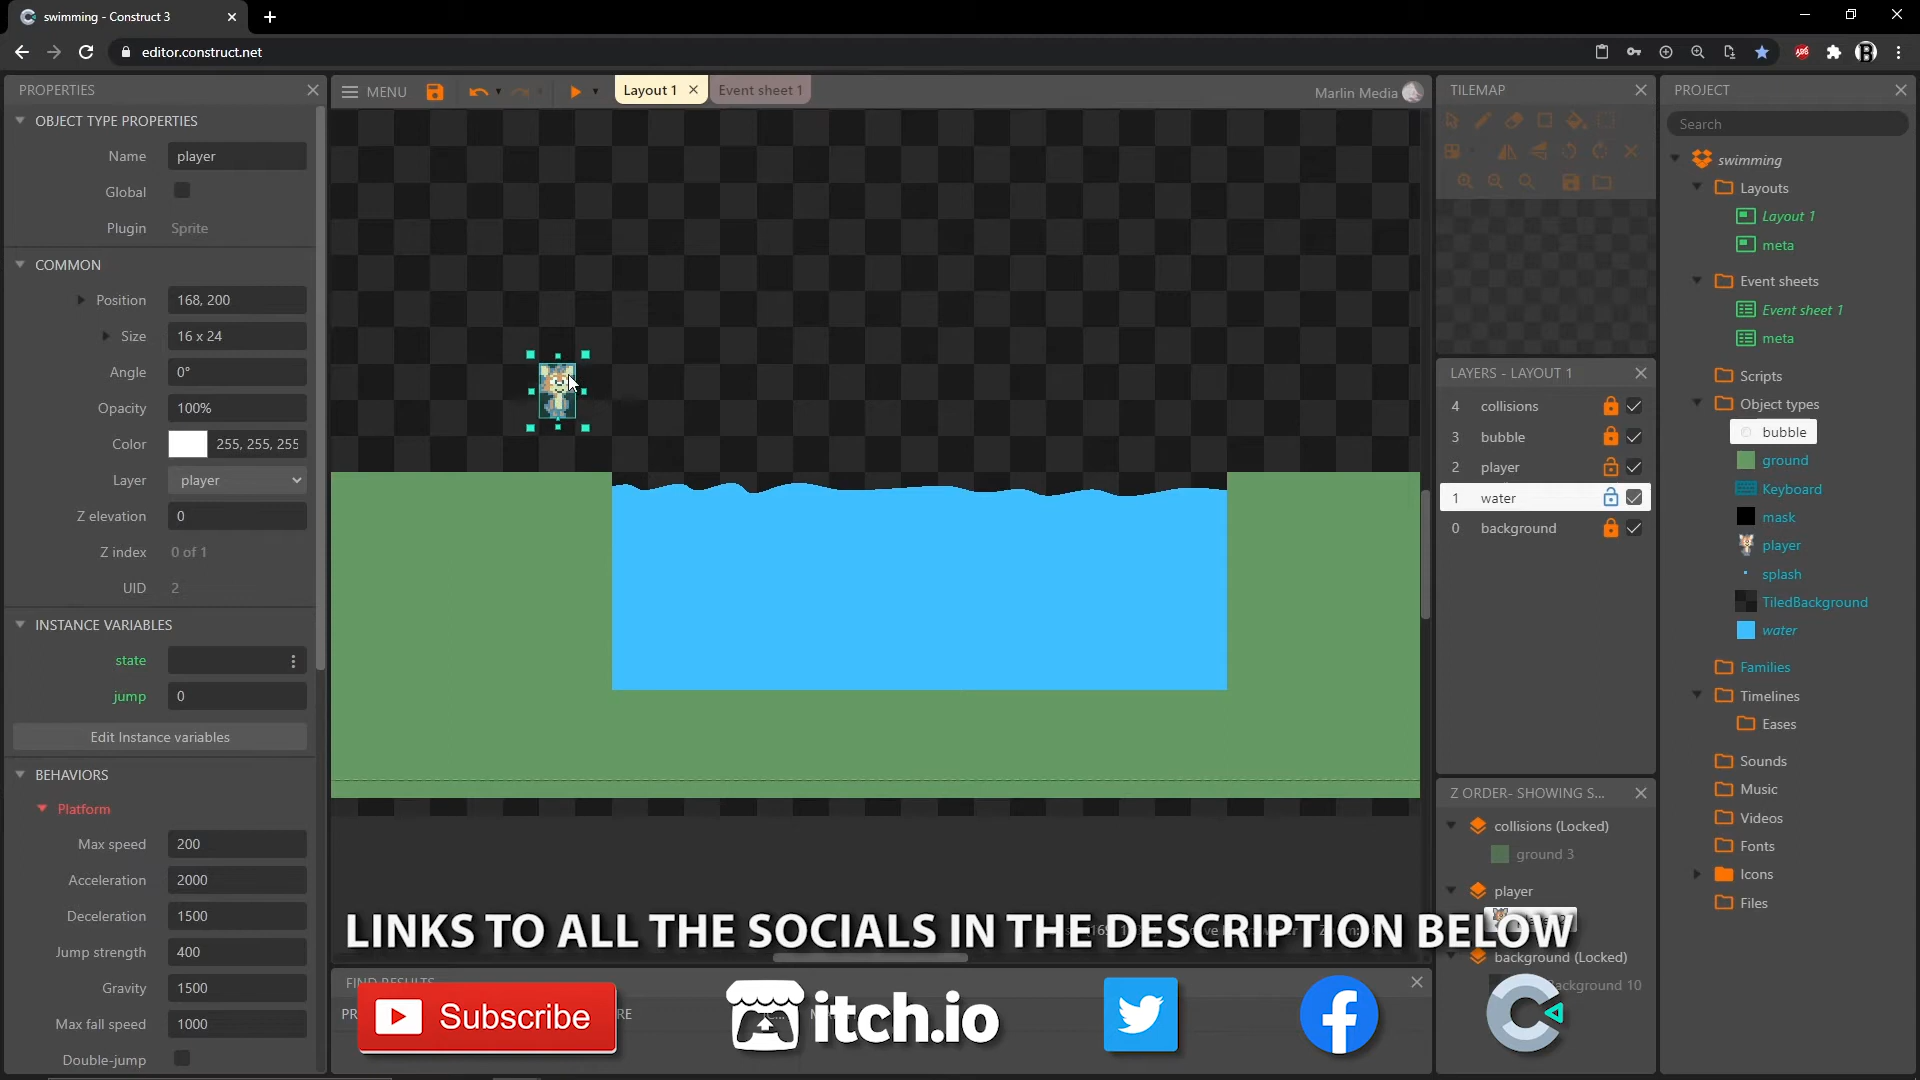 swimming - Construct 3
editor.construct.net
PROPERTIES
OBJECT TYPE PROPERTIES
Name player
Global
Plugin Sprite
COMMON
Position 168, 200
Size 16 x 24
Angle 0°
Opacity 100%
Color 255, 255, 255
Layer player
Z elevation 0
Z index 0 of 1
UID 2
INSTANCE VARIABLES
state
jump 0
Edit Instance variables
BEHAVIORS
Platform
Max speed 200
Acceleration 2000
Deceleration 1500
Jump strength 400
Gravity 1500
Max fall speed 1000
Double-jump
MENU
Layout 1
Event sheet 1
Marlin Media
TILEMAP
LAYERS - LAYOUT 1
4 collisions
3 bubble
2 player
1 water
0 background
Z ORDER- SHOWING S...
collisions (Locked)
ground 3
player
background (Locked)
PROJECT
Search
swimming
Layouts
Layout 1
meta
Event sheets
Event sheet 1
meta
Scripts
Object types
bubble
ground
Keyboard
mask
player
splash
TiledBackground
water
Families
Timelines
Eases
Sounds
Music
Videos
Fonts
Icons
Files
LINKS TO ALL THE SOCIALS IN THE DESCRIPTION BELOW
FIND RESULTS
Subscribe
itch.io